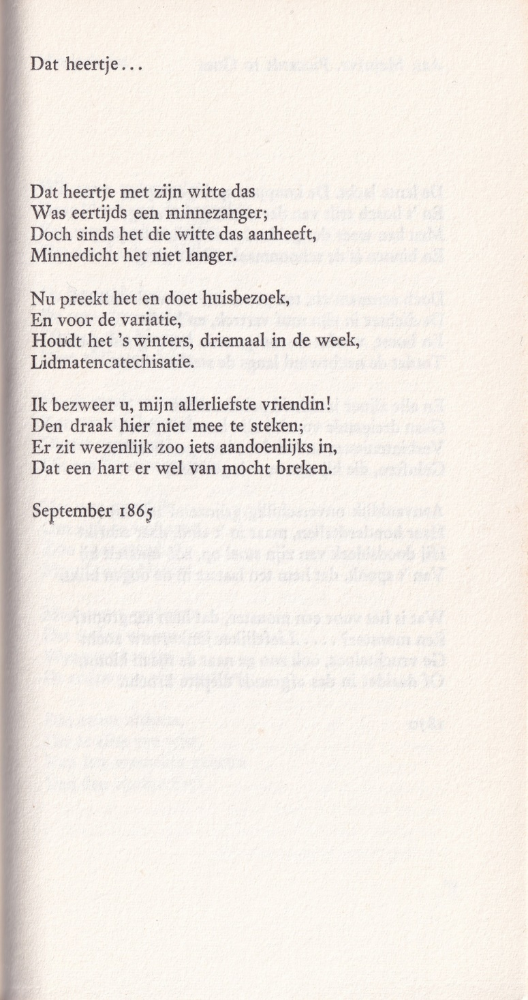 Dat heertje...
Dat heertje met zijn witte das
Was eertijds een minnezanger;
Doch sinds het die witte das aanheeft,
Minnedicht het niet langer.
Nu preekt het en doet huisbezoek,
En voor de variatie,
Houdt het 's winters, driemaal in de week,
Lidmatencatechisatie.
Ik bezweer u, mijn allerliefste vriendin!
Den draak hier niet mee te steken;
Er zit wezenlijk zoo iets aandoenlijks in,
Dat een hart er wel van mocht breken.
September 1865